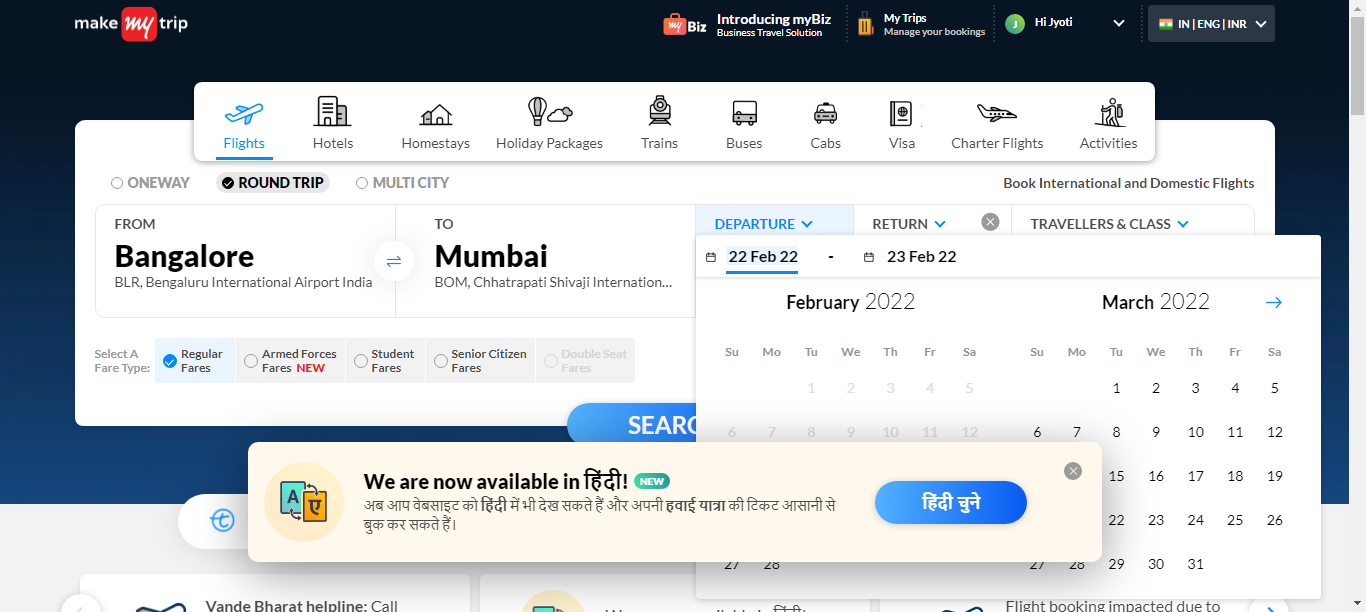 make my trip
myBiz
Introducing myBiz
Business Travel Solution
My Trips
Manage your bookings
J
Hi Jyoti
IN | ENG | INR
Flights
Hotels
Homestays
Holiday Packages
Trains
Buses
Cabs
Visa
Charter Flights
Activities
ONEWAY
ROUND TRIP
MULTI CITY
Book International and Domestic Flights
FROM
Bangalore
BLR, Bengaluru International Airport India
TO
Mumbai
BOM, Chhatrapati Shivaji Internation...
DEPARTURE
RETURN
TRAVELLERS & CLASS
22 Feb 22 - 23 Feb 22
February 2022
Su Mo Tu We Th Fr Sa
1 2 3 4 5
6 7 8 9 10 11 12
27 28
March 2022
Su Mo Tu We Th Fr Sa
1 2 3 4 5
6 7 8 9 10 11 12
15 16 17 18 19
22 23 24 25 26
27 28 29 30 31
Select A
Fare Type:
Regular
Fares
Armed Forces
Fares NEW
Student
Fares
Senior Citizen
Fares
Double Seat
Fares
SEARC
A ए
We are now available in हिंदी! NEW
अब आप वेबसाइट को हिंदी में भी देख सकते हैं और अपनी हवाई यात्रा की टिकट आसानी से
बुक कर सकते हैं।
हिंदी चुने
Vande Bharat helpline: Call
Flight booking impacted due to